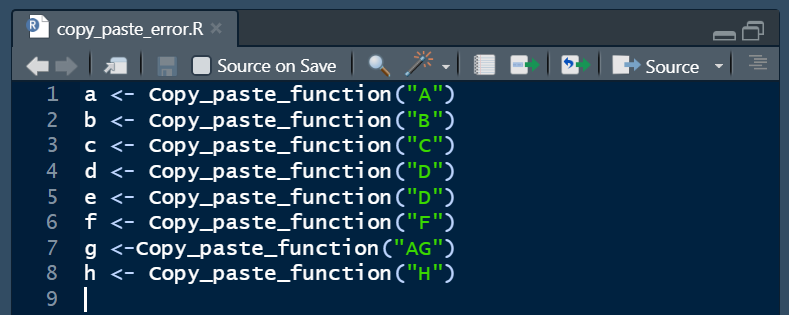 copy_paste_error.R
Source on Save
Source
1 a <- Copy_paste_function("A")
2 b <- Copy_paste_function("B")
3 c <- Copy_paste_function("C")
4 d <- Copy_paste_function("D")
5 e <- Copy_paste_function("D")
6 f <- Copy_paste_function("F")
7 g <-Copy_paste_function("AG")
8 h <- Copy_paste_function("H")
9